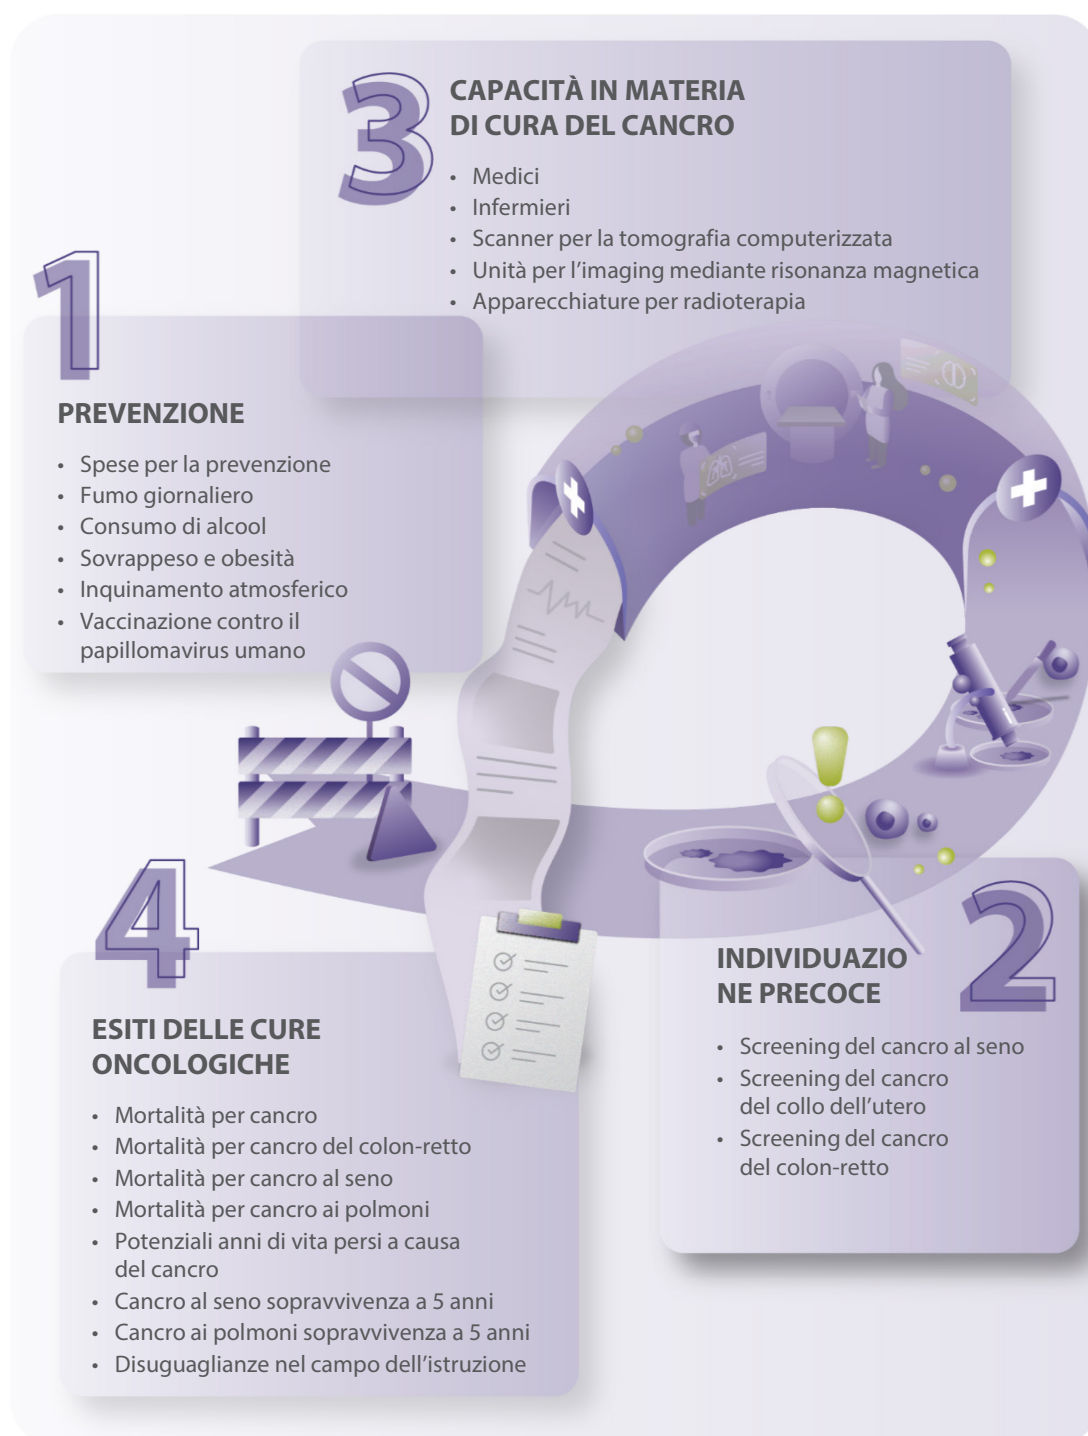 1
PREVENZIONE
• Spese per la prevenzione
• Fumo giornaliero
• Consumo di alcool
• Sovrappeso e obesità
• Inquinamento atmosferico
• Vaccinazione contro il
papillomavirus umano
2
INDIVIDUAZIO
NE PRECOCE
• Screening del cancro al seno
• Screening del cancro
del collo dell'utero
• Screening del cancro
del colon-retto
3
CAPACITÀ IN MATERIA
DI CURA DEL CANCRO
• Medici
• Infermieri
• Scanner per la tomografia computerizzata
• Unità per l'imaging mediante risonanza magnetica
• Apparecchiature per radioterapia
4
ESITI DELLE CURE
ONCOLOGICHE
• Mortalità per cancro
• Mortalità per cancro del colon-retto
• Mortalità per cancro al seno
• Mortalità per cancro ai polmoni
• Potenziali anni di vita persi a causa
del cancro
• Cancro al seno sopravvivenza a 5 anni
• Cancro ai polmoni sopravvivenza a 5 anni
• Disuguaglianze nel campo dell'istruzione